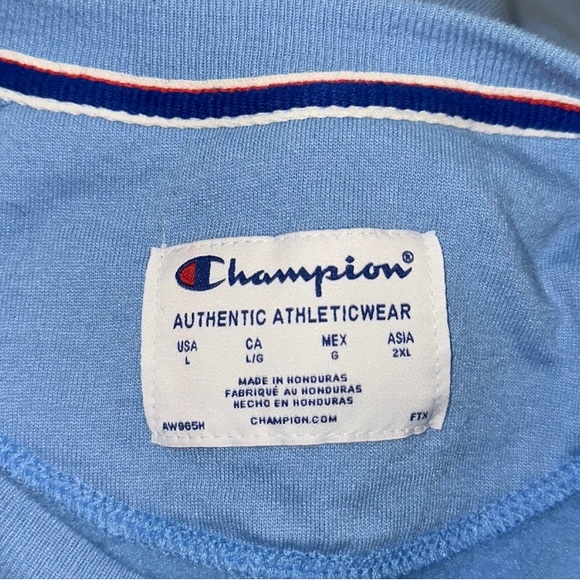 Champion®
AUTHENTIC ATHLETICWEAR
USA CA MEX ASIA
L L/G G 2XL
MADE IN HONDURAS
FABRIQUÉ AU HONDURAS
HECHO EN HONDURAS
AW965H CHAMPION.COM FTX